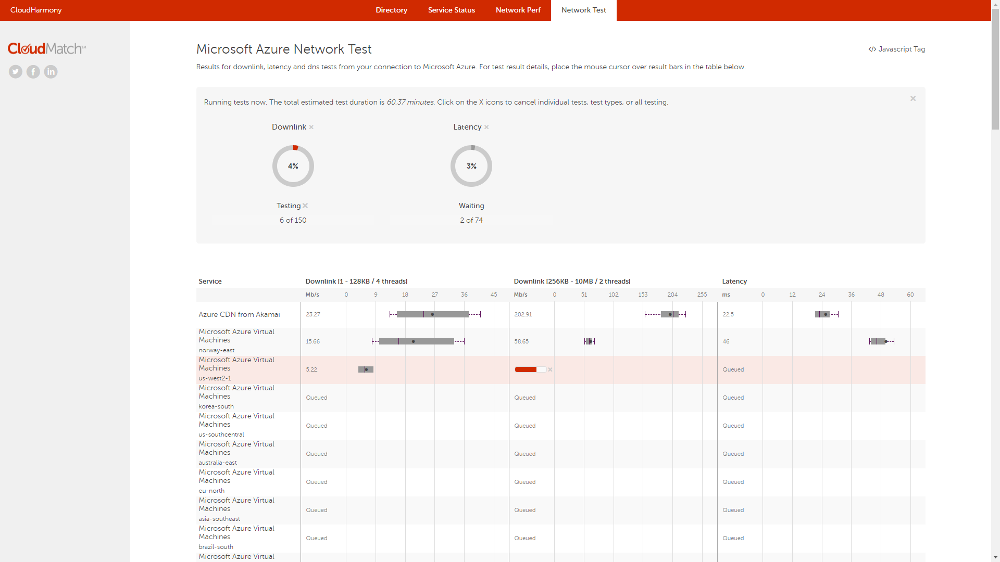 CloudHarmony
Directory Service Status Network Perf Network Test
CloudMatch™
Microsoft Azure Network Test
</> Javascript Tag
Results for downlink, latency and dns tests from your connection to Microsoft Azure. For test result details, place the mouse cursor over result bars in the table below.
Running tests now. The total estimated test duration is 60.37 minutes. Click on the X icons to cancel individual tests, test types, or all testing.
Downlink Latency
4% 3%
Testing Waiting
6 of 150 2 of 74
Service Downlink [1 - 128KB / 4 threads] Downlink [256KB - 10MB / 2 threads] Latency
Mb/s 0 9 18 27 36 45 Mb/s 0 51 102 153 204 255 ms 0 12 24 36 48 60
Azure CDN from Akamai 23.27 202.91 22.5
Microsoft Azure Virtual
Machines
norway-east
15.66 58.65 46
Microsoft Azure Virtual
Machines
us-west2-1
5.22 Queued
Microsoft Azure Virtual
Machines
korea-south
Queued Queued Queued
Microsoft Azure Virtual
Machines
us-southcentral
Queued Queued Queued
Microsoft Azure Virtual
Machines
australia-east
Queued Queued Queued
Microsoft Azure Virtual
Machines
eu-north
Queued Queued Queued
Microsoft Azure Virtual
Machines
asia-southeast
Queued Queued Queued
Microsoft Azure Virtual
Machines
brazil-south
Queued Queued Queued
Microsoft Azure Virtual